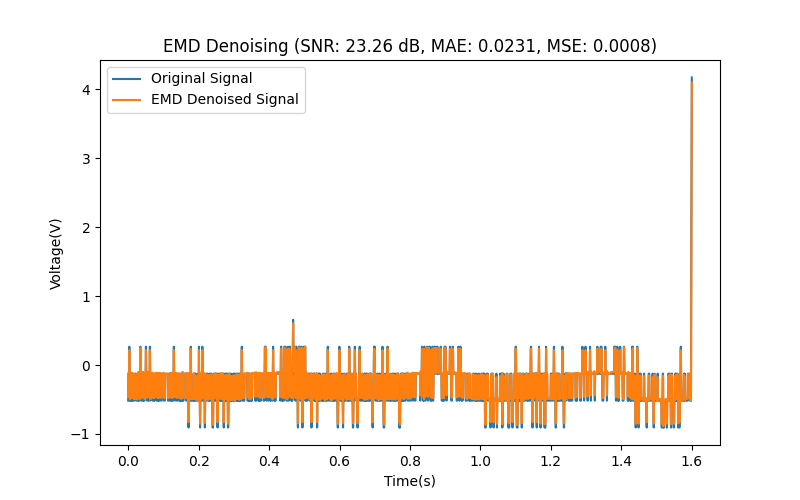 EMD Denoising (SNR: 23.26 dB, MAE: 0.0231, MSE: 0.0008)
Original Signal
EMD Denoised Signal
4
3
2
1
0
−1
Voltage(V)
0.0 0.2 0.4 0.6 0.8 1.0 1.2 1.4 1.6
Time(s)